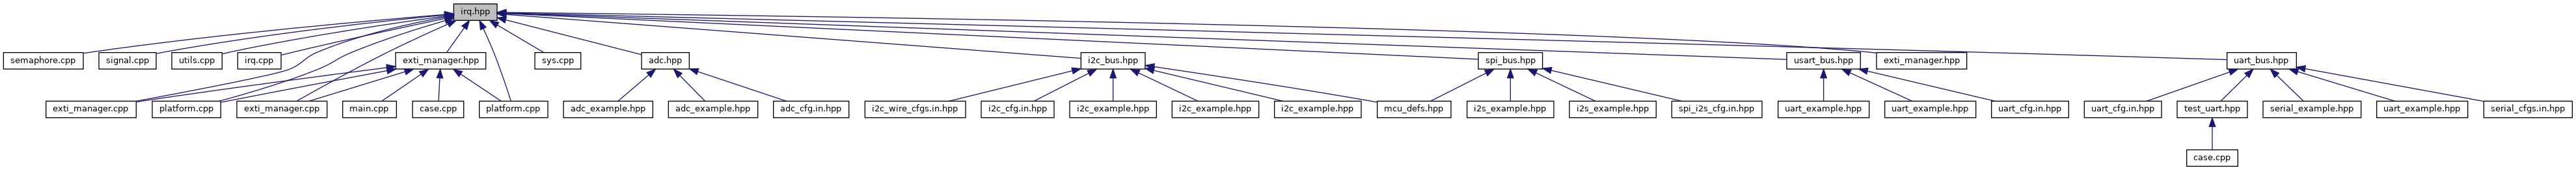 irq.hpp
semaphore.cpp
signal.cpp
utils.cpp
irq.cpp
exti_manager.hpp
sys.cpp
adc.hpp
i2c_bus.hpp
spi_bus.hpp
usart_bus.hpp
exti_manager.hpp
uart_bus.hpp
exti_manager.cpp
platform.cpp
exti_manager.cpp
main.cpp
case.cpp
platform.cpp
adc_example.hpp
adc_example.hpp
adc_cfg.in.hpp
i2c_wire_cfgs.in.hpp
i2c_cfg.in.hpp
i2c_example.hpp
i2c_example.hpp
i2c_example.hpp
mcu_defs.hpp
i2s_example.hpp
i2s_example.hpp
spi_i2s_cfg.in.hpp
uart_example.hpp
uart_example.hpp
uart_cfg.in.hpp
uart_cfg.in.hpp
test_uart.hpp
serial_example.hpp
uart_example.hpp
serial_cfgs.in.hpp
case.cpp